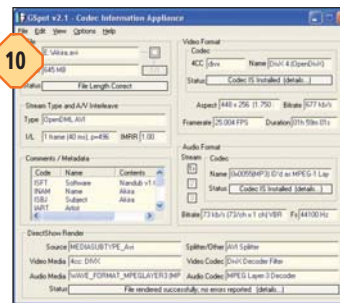 GSpot v2.1 - Codec Information Appliance
File Edit View Options Help
10
E:\Akira.avi
645 MB
Status File Length Correct
Stream Type and A/V Interleave
Type OpenDML AVI
I/L 1 frame (40 ms), p=496 IMRR 1.00
Comments / Metadata
Code Name Contents
ISFT Software Nandub v1.
INAM Name Akira
ISBJ Subject Akira
IART Artist
Video Format
Codec
4CC divx Name DivX 4 (OpenDivX)
Status Codec IS Installed (details...)
Aspect 448 x 256 (1.750 Bitrate 677 kb/s
Framerate 25.004 FPS Duration 01h 59m 01s
Audio Format
Stream Codec
Name 0x0055(MP3) ID'd as MPEG-1 Lay
Status Codec IS Installed (details...)
Bitrate 73 kb/s (73/ch x 1 ch) VBR Fs 44100 Hz
DirectShow Render
Source MEDIASUBTYPE_Avi Splitter/Other AVI Splitter
Video Media 4cc: DIVX Video Codec DivX Decoder Filter
Audio Media WAVE_FORMAT_MPEGLAYER3 (MP Audio Codec MPEG Layer-3 Decoder
Status File rendered successfully; no errors reported (details...)